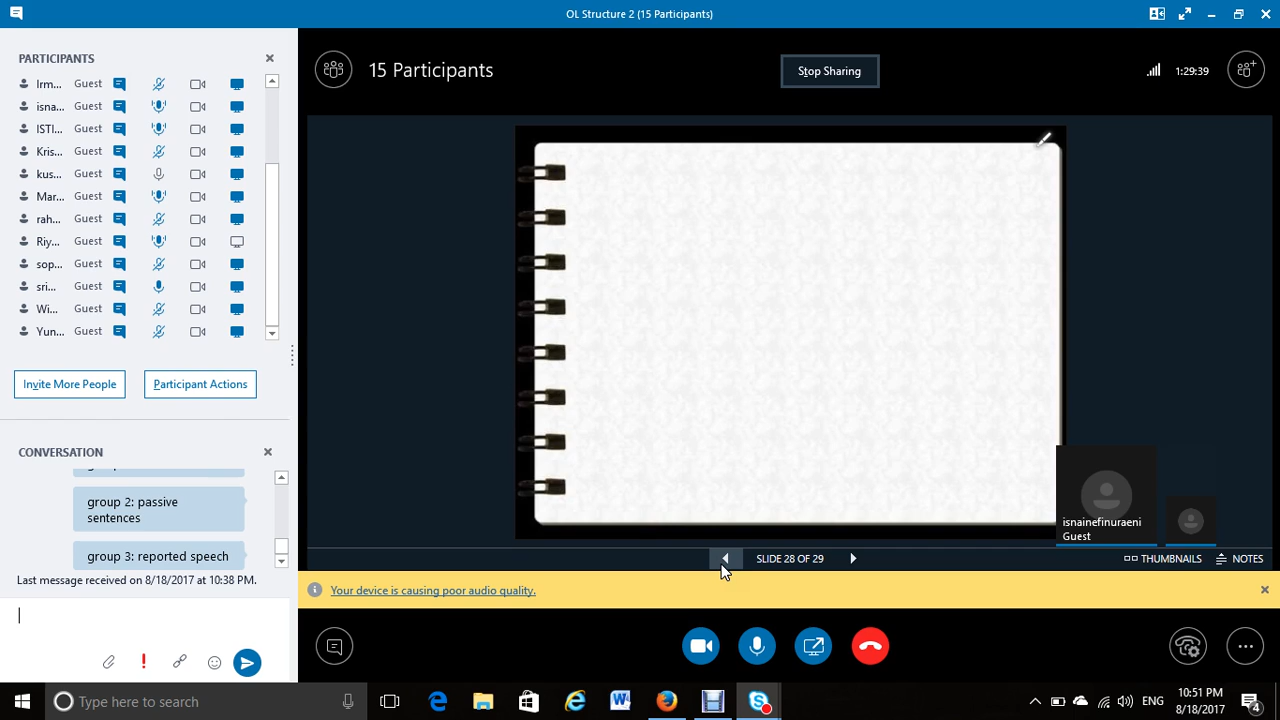 OL Structure 2 (15 Participants)
PARTICIPANTS
15 Participants
Stop Sharing
1:29:39
Irm... Guest
isna... Guest
ISTI... Guest
Kris... Guest
kus... Guest
Mar... Guest
rah... Guest
Riy... Guest
sop... Guest
sri... Guest
Wi... Guest
Yun... Guest
Invite More People
Participant Actions
CONVERSATION
group 2: passive
sentences
group 3: reported speech
Last message received on 8/18/2017 at 10:38 PM.
isnainefinuraeni
Guest
SLIDE 28 OF 29
THUMBNAILS
NOTES
Your device is causing poor audio quality.
Type here to search
ENG
10:51 PM
8/18/2017
4